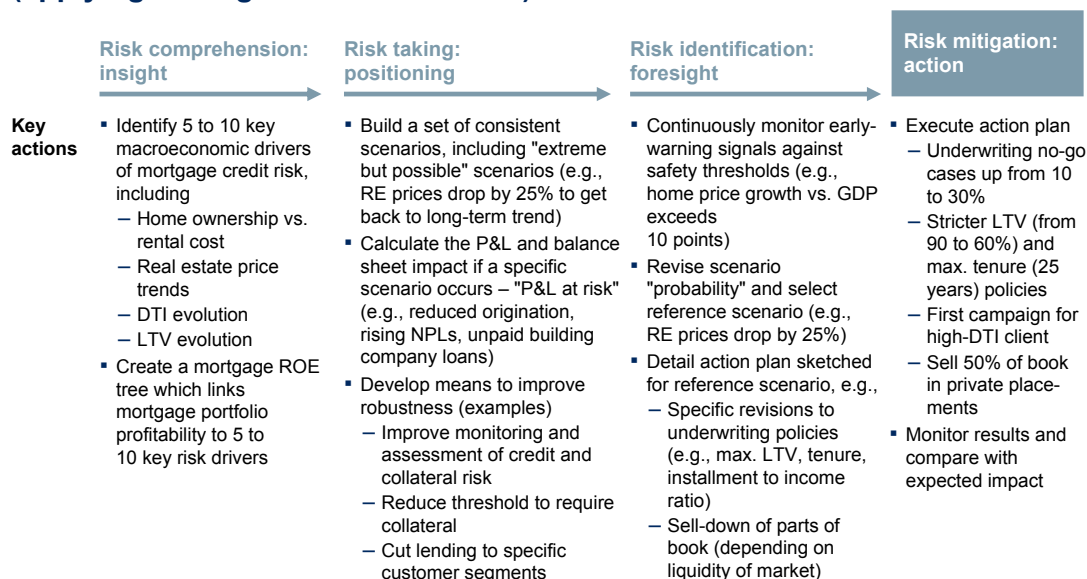 Risk comprehension:
insight
Risk taking:
positioning
Risk identification:
foresight
Risk mitigation:
action
Key
actions
▪ Identify 5 to 10 key
macroeconomic drivers
of mortgage credit risk,
including
– Home ownership vs.
rental cost
– Real estate price
trends
– DTI evolution
– LTV evolution
▪ Create a mortgage ROE
tree which links
mortgage portfolio
profitability to 5 to
10 key risk drivers
▪ Build a set of consistent
scenarios, including "extreme
but possible" scenarios (e.g.,
RE prices drop by 25% to get
back to long-term trend)
▪ Calculate the P&L and balance
sheet impact if a specific
scenario occurs – "P&L at risk"
(e.g., reduced origination,
rising NPLs, unpaid building
company loans)
▪ Develop means to improve
robustness (examples)
– Improve monitoring and
assessment of credit and
collateral risk
– Reduce threshold to require
collateral
– Cut lending to specific
customer segments
▪ Continuously monitor early-
warning signals against
safety thresholds (e.g.,
home price growth vs. GDP
exceeds
10 points)
▪ Revise scenario
"probability" and select
reference scenario (e.g.,
RE prices drop by 25%)
▪ Detail action plan sketched
for reference scenario, e.g.,
– Specific revisions to
underwriting policies
(e.g., max. LTV, tenure,
installment to income
ratio)
– Sell-down of parts of
book (depending on
liquidity of market)
▪ Execute action plan
– Underwriting no-go
cases up from 10
to 30%
– Stricter LTV (from
90 to 60%) and
max. tenure (25
years) policies
– First campaign for
high-DTI client
– Sell 50% of book
in private place-
ments
▪ Monitor results and
compare with
expected impact